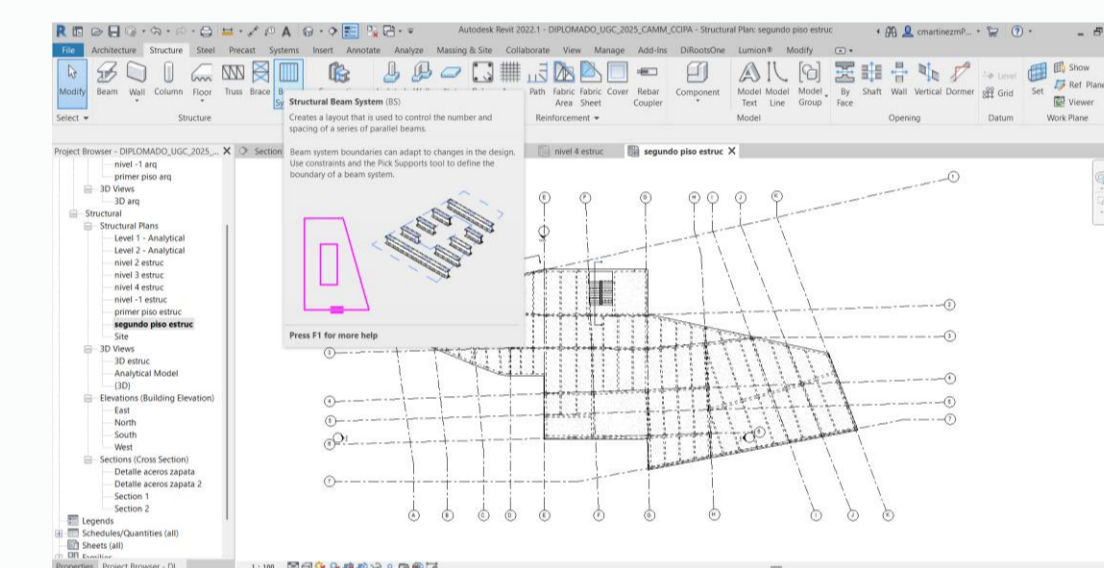 Autodesk Revit 2022.1 - DIPLOMADO_UGC_2025_CAMM_CCIPA - Structural Plan: segundo piso estruc
cmartinezmP...
File Architecture Structure Steel Precast Systems Insert Annotate Analyze Massing & Site Collaborate View Manage Add-Ins DiRootsOne Lumion® Modify
Modify Beam Wall Column Floor Truss Brace Path Fabric Fabric Cover Rebar Component Model Model Model By Shaft Wall Vertical Dormer Level Set Show
Area Sheet Coupler Text Line Group Face Grid Ref Plane
Viewer
Select Structure Reinforcement Model Opening Datum Work Plane
Structural Beam System (BS)
Creates a layout that is used to control the number and
spacing of a series of parallel beams.
Beam system boundaries can adapt to changes in the design.
Use constraints and the Pick Supports tool to define the
boundary of a beam system.
Press F1 for more help
Project Browser - DIPLOMADO_UGC_2025_... X Section nivel 4 estruc segundo piso estruc X
nivel -1 arq
primer piso arq
3D Views
3D arq
Structural
Structural Plans
Level 1 - Analytical
Level 2 - Analytical
nivel 2 estruc
nivel 3 estruc
nivel 4 estruc
nivel -1 estruc
primer piso estruc
segundo piso estruc
Site
3D Views
3D estruc
Analytical Model
{3D}
Elevations (Building Elevation)
East
North
South
West
Sections (Cross Section)
Detalle aceros zapata
Detalle aceros zapata 2
Section 1
Section 2
Legends
Schedules/Quantities (all)
Sheets (all)
Properties Project Browser - DI... 1 : 100